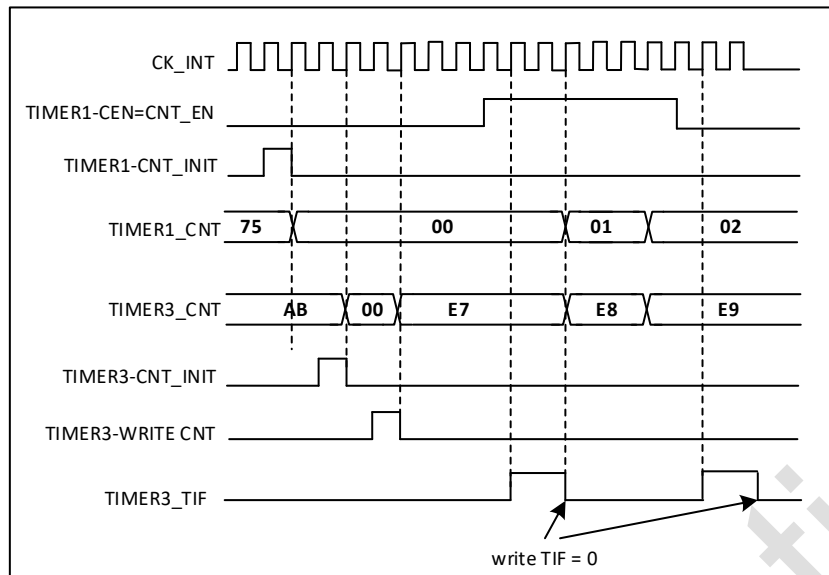 CK_INT
TIMER1-CEN=CNT_EN
TIMER1-CNT_INIT
TIMER1_CNT
75
00
01
02
TIMER3_CNT
AB
00
E7
E8
E9
TIMER3-CNT_INIT
TIMER3-WRITE CNT
TIMER3_TIF
write TIF = 0